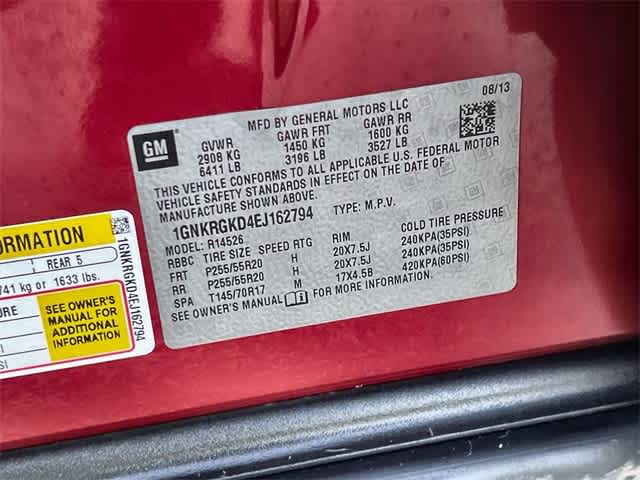 08/13
MFD BY GENERAL MOTORS LLC
GM
GVWR GAWR FRT GAWR RR
2908 KG 1450 KG 1600 KG
6411 LB 3196 LB 3527 LB
THIS VEHICLE CONFORMS TO ALL APPLICABLE U.S. FEDERAL MOTOR
VEHICLE SAFETY STANDARDS IN EFFECT ON THE DATE OF
MANUFACTURE SHOWN ABOVE.
1GNKRGKD4EJ162794 TYPE: M.P.V.
MODEL: R14526
RBBC TIRE SIZE SPEED RTG RIM COLD TIRE PRESSURE
FRT P255/55R20 H 20X7.5J 240KPA(35PSI)
RR P255/55R20 H 20X7.5J 240KPA(35PSI)
SPA T145/70R17 M 17X4.5B 420KPA(60PSI)
SEE OWNER'S MANUAL FOR MORE INFORMATION.
FORMATION
REAR 5
741 kg or 1633 lbs.
SEE OWNER'S
MANUAL FOR
ADDITIONAL
INFORMATION
1GNKRGKD4EJ162794